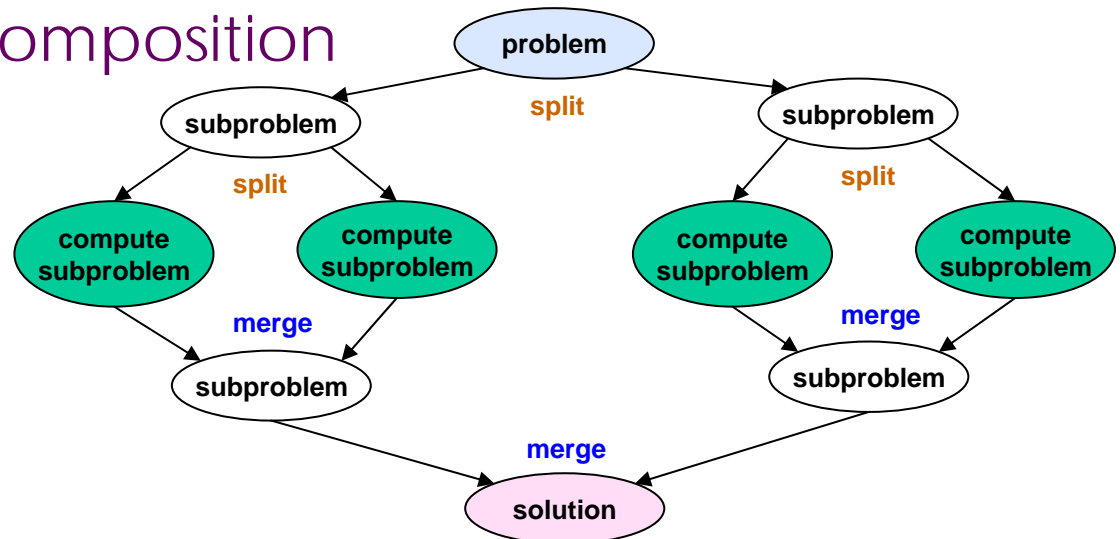 omposition
problem
split
subproblem
subproblem
split
split
compute
subproblem
compute
subproblem
compute
subproblem
compute
subproblem
merge
merge
subproblem
subproblem
merge
solution